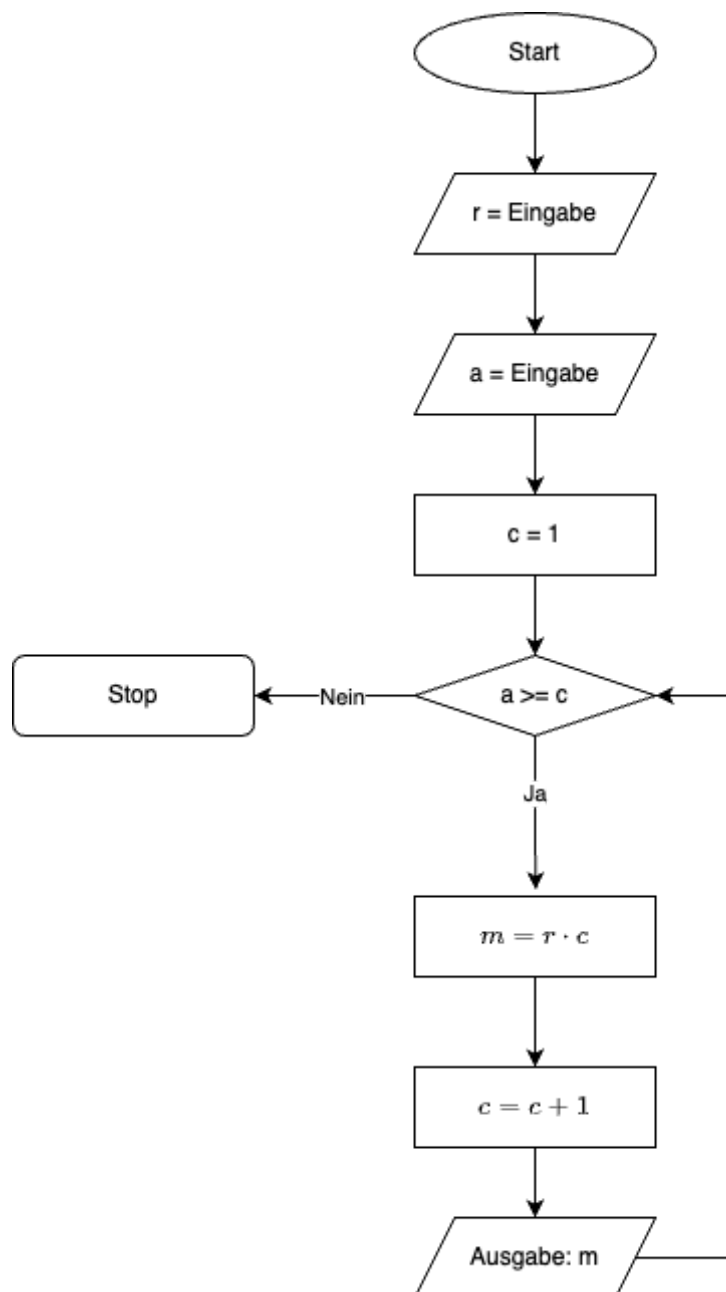 Start
r = Eingabe
a = Eingabe
c = 1
Stop
Nein
a >= c
Ja
m = r · c
c = c + 1
Ausgabe: m